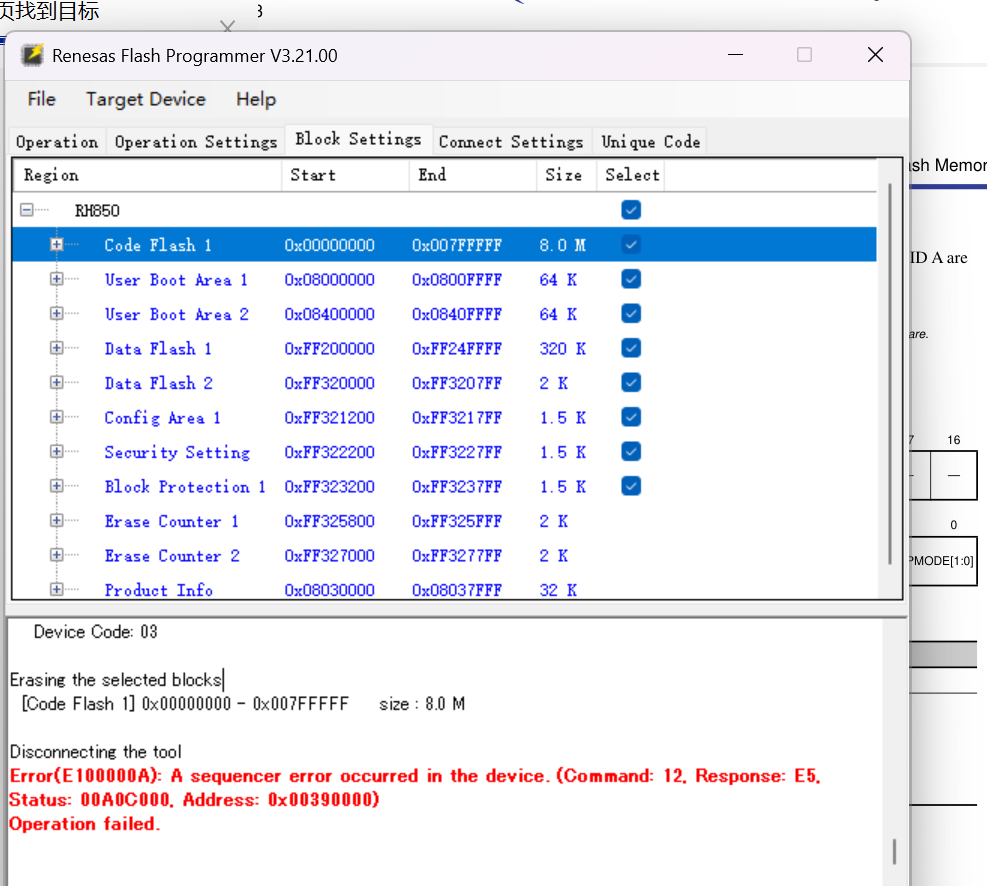 页找到目标
3
Renesas Flash Programmer V3.21.00
File Target Device Help
Operation Operation Settings Block Settings Connect Settings Unique Code
Region Start End Size Select
RH850
Code Flash 1 0x00000000 0x007FFFFF 8.0 M
User Boot Area 1 0x08000000 0x0800FFFF 64 K
User Boot Area 2 0x08400000 0x0840FFFF 64 K
Data Flash 1 0xFF200000 0xFF24FFFF 320 K
Data Flash 2 0xFF320000 0xFF3207FF 2 K
Config Area 1 0xFF321200 0xFF3217FF 1.5 K
Security Setting 0xFF322200 0xFF3227FF 1.5 K
Block Protection 1 0xFF323200 0xFF3237FF 1.5 K
Erase Counter 1 0xFF325800 0xFF325FFF 2 K
Erase Counter 2 0xFF327000 0xFF3277FF 2 K
Product Info 0x08030000 0x08037FFF 32 K
Device Code: 03
Erasing the selected blocks
[Code Flash 1] 0x00000000 - 0x007FFFFF size : 8.0 M
Disconnecting the tool
Error(E100000A): A sequencer error occurred in the device. (Command: 12, Response: E5,
Status: 00A0C000, Address: 0x00390000)
Operation failed.
ash Memor
ID A are
are.
7 16
— —
0
PMODE[1:0]